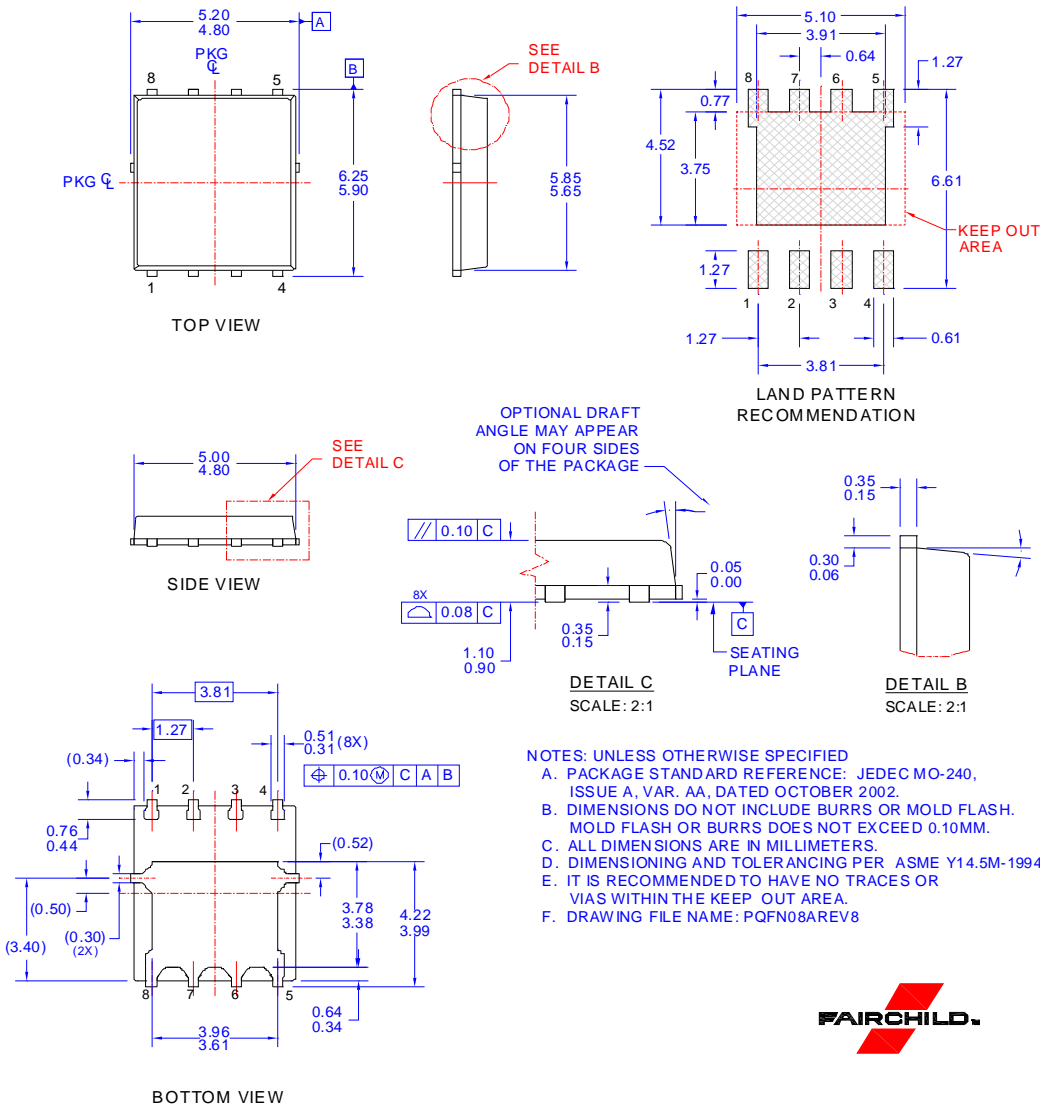 5.20
4.80
A
PKG
CL
8
5
B
PKG CL
6.25
5.90
1
4
TOP VIEW
SEE
DETAIL B
5.85
5.65
5.10
3.91
0.64
1.27
8
7
6
5
0.77
4.52
3.75
6.61
KEEP OUT
AREA
1.27
1
2
3
4
1.27
0.61
3.81
LAND PATTERN
RECOMMENDATION
5.00
4.80
SEE
DETAIL C
SIDE VIEW
OPTIONAL DRAFT
ANGLE MAY APPEAR
ON FOUR SIDES
OF THE PACKAGE
// 0.10 C
8X
0.08 C
1.10
0.90
0.35
0.15
0.05
0.00
C
SEATING
PLANE
DETAIL C
SCALE: 2:1
0.35
0.15
0.30
0.06
DETAIL B
SCALE: 2:1
3.81
1.27
(0.34)
0.51
0.31 (8X)
⌖ 0.10 Ⓜ C A B
1
2
3
4
0.76
0.44
(0.52)
(0.50)
(0.30)
(2X)
(3.40)
3.78
3.38
4.22
3.99
8
7
6
5
0.64
0.34
3.96
3.61
BOTTOM VIEW
NOTES: UNLESS OTHERWISE SPECIFIED
A. PACKAGE STANDARD REFERENCE: JEDEC MO-240,
ISSUE A, VAR. AA, DATED OCTOBER 2002.
B. DIMENSIONS DO NOT INCLUDE BURRS OR MOLD FLASH.
MOLD FLASH OR BURRS DOES NOT EXCEED 0.10MM.
C. ALL DIMENSIONS ARE IN MILLIMETERS.
D. DIMENSIONING AND TOLERANCING PER ASME Y14.5M-1994
E. IT IS RECOMMENDED TO HAVE NO TRACES OR
VIAS WITHIN THE KEEP OUT AREA.
F. DRAWING FILE NAME: PQFN08AREV8
FAIRCHILD™